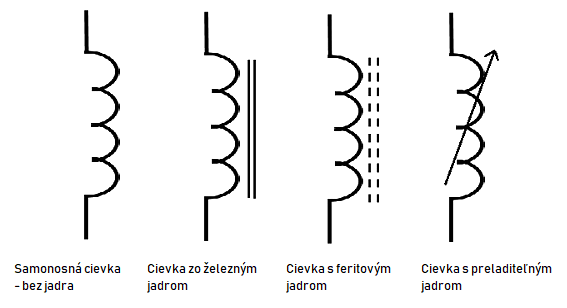 Samonosná cievka
- bez jadra
Cievka zo železným
jadrom
Cievka s feritovým
jadrom
Cievka s preladiteľným
jadrom